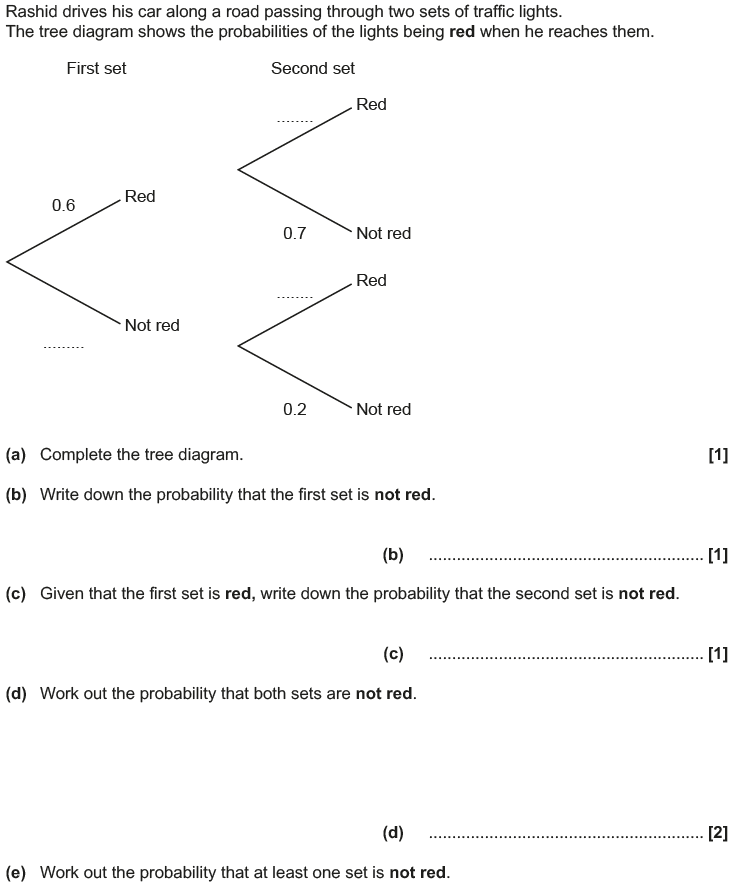 Rashid drives his car along a road passing through two sets of traffic lights.
The tree diagram shows the probabilities of the lights being red when he reaches them.
First set Second set
Red
........
0.6 Red
0.7 Not red
Red
........
Not red
.........
0.2 Not red
(a) Complete the tree diagram. [1]
(b) Write down the probability that the first set is not red.
(b) ............................................................ [1]
(c) Given that the first set is red, write down the probability that the second set is not red.
(c) ............................................................ [1]
(d) Work out the probability that both sets are not red.
(d) ............................................................ [2]
(e) Work out the probability that at least one set is not red.